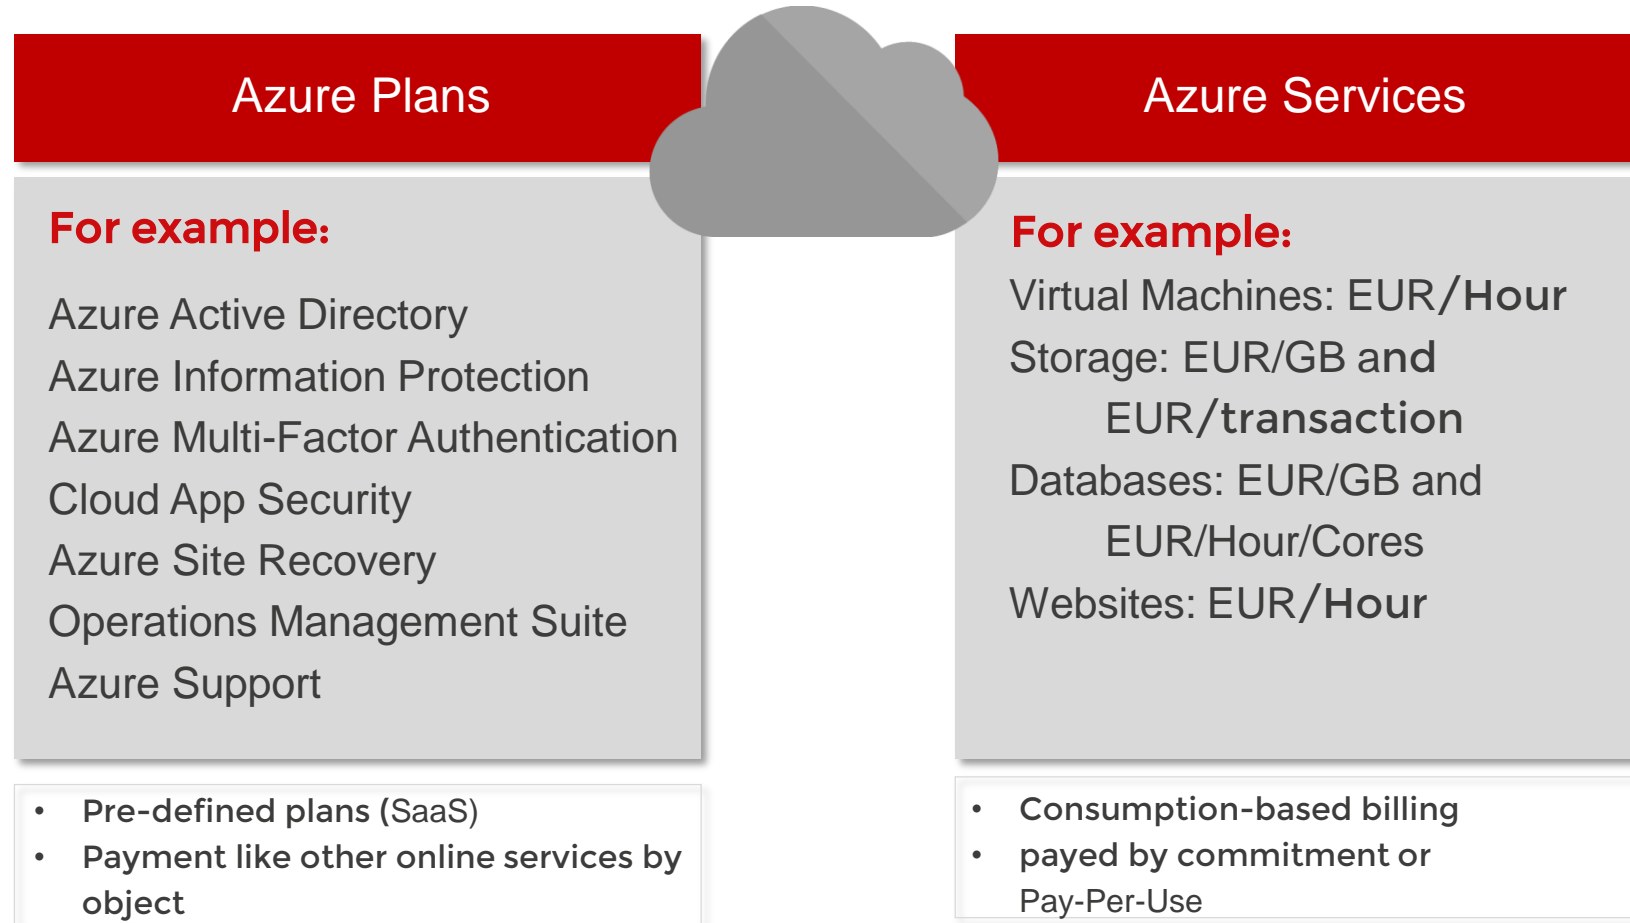 Azure Plans
For example:
Azure Active Directory
Azure Information Protection
Azure Multi-Factor Authentication
Cloud App Security
Azure Site Recovery
Operations Management Suite
Azure Support
• Pre-defined plans (SaaS)
• Payment like other online services by
object
Azure Services
For example:
Virtual Machines: EUR/Hour
Storage: EUR/GB and
EUR/transaction
Databases: EUR/GB and
EUR/Hour/Cores
Websites: EUR/Hour
• Consumption-based billing
• payed by commitment or
Pay-Per-Use